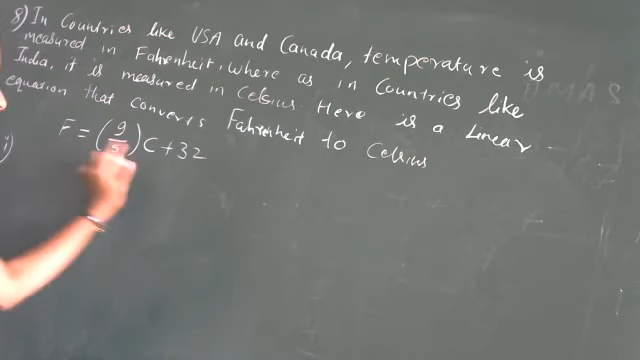 8) In Countries like USA and Canada, temperature is
measured in Fahrenheit, where as in Countries like
India, it is measured in Celsius. Here is a Linear
equation that converts Fahrenheit to Celsius
F = (9/5) C + 32
i)
DMAS